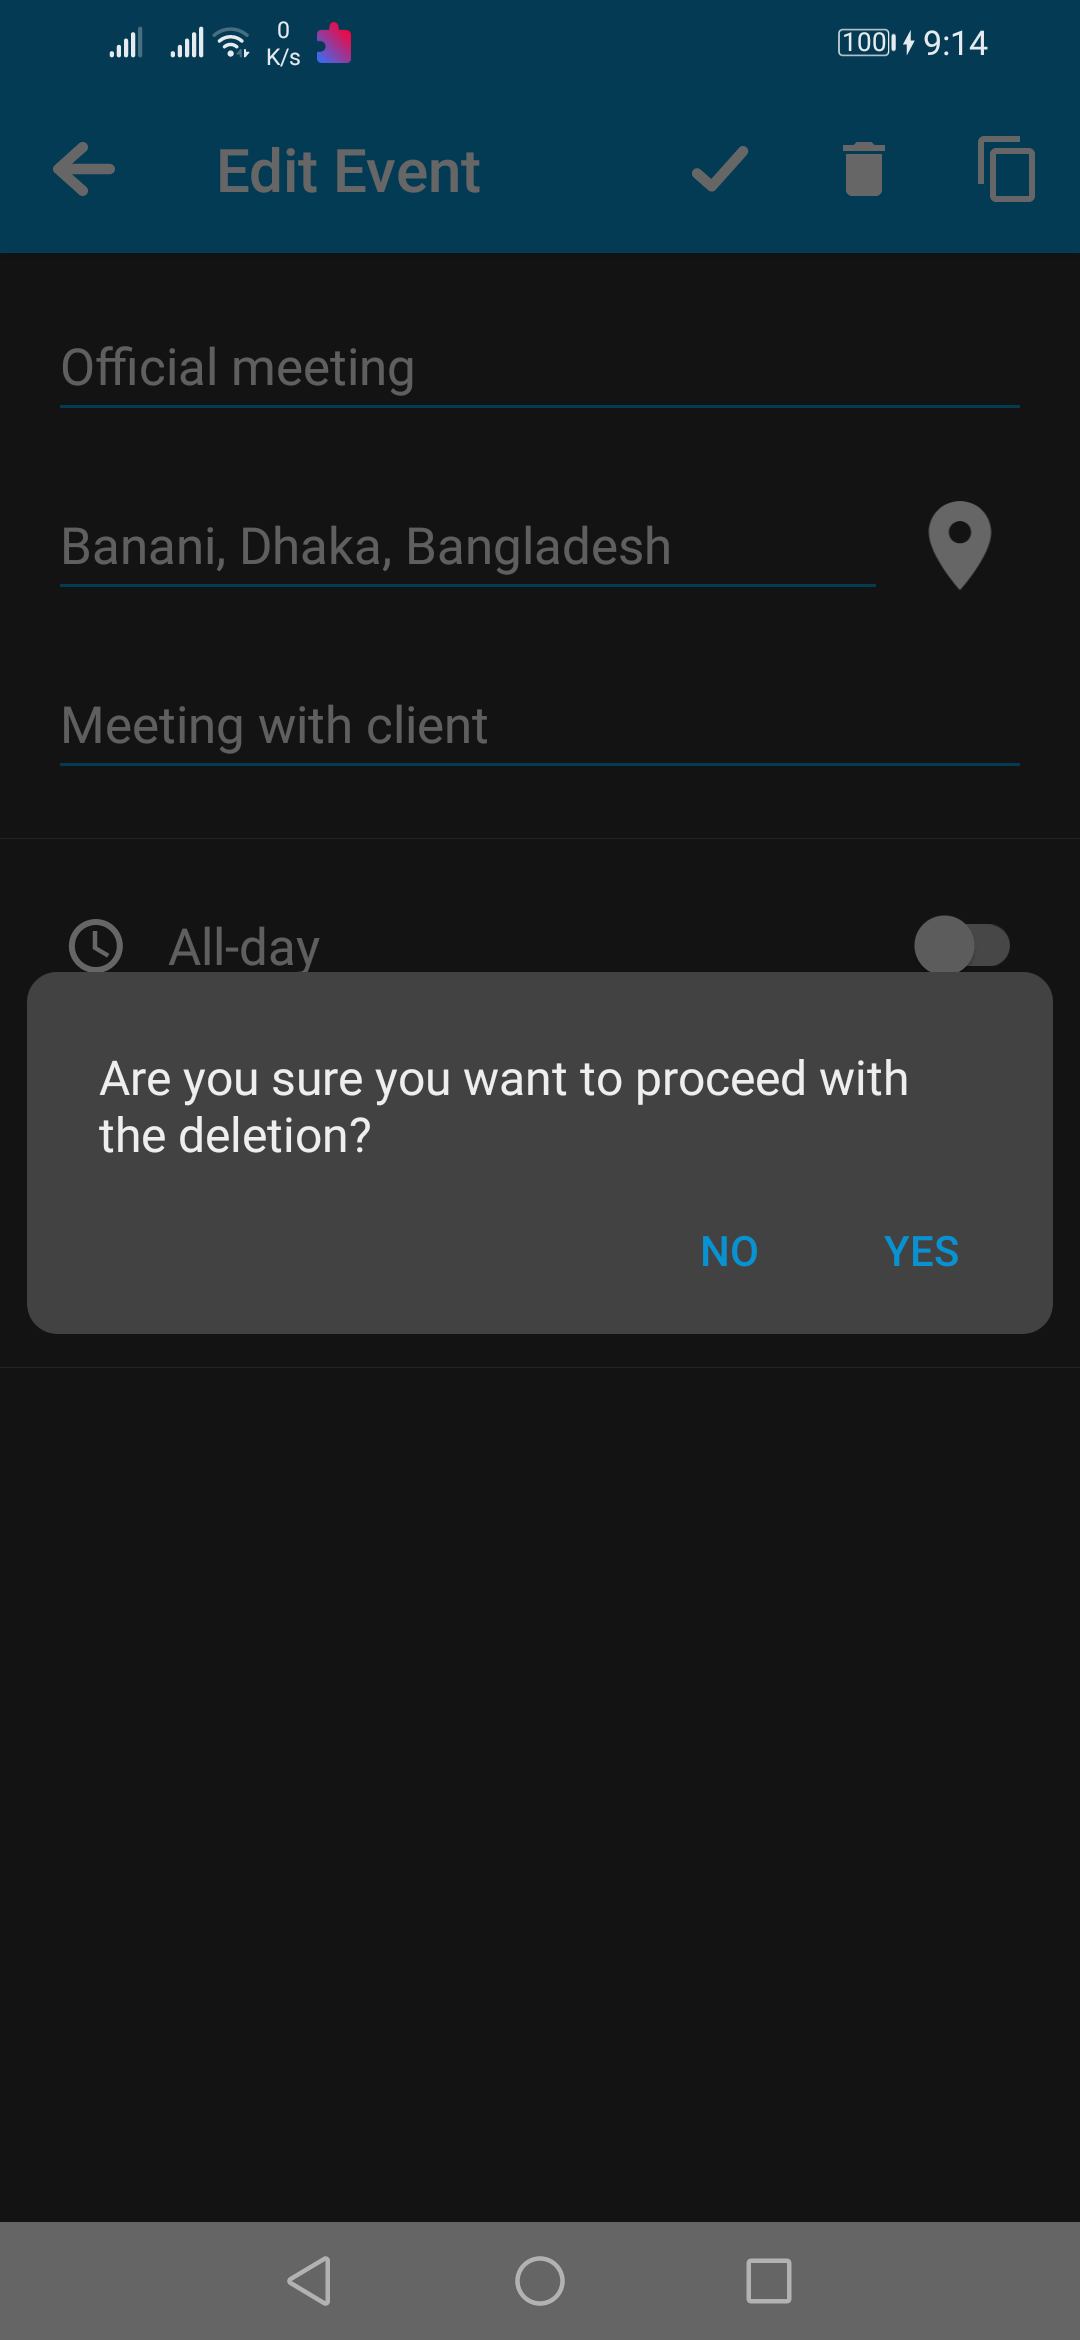 0
K/s
100
9:14
Edit Event
Official meeting
Banani, Dhaka, Bangladesh
Meeting with client
All-day
Are you sure you want to proceed with
the deletion?
NO
YES